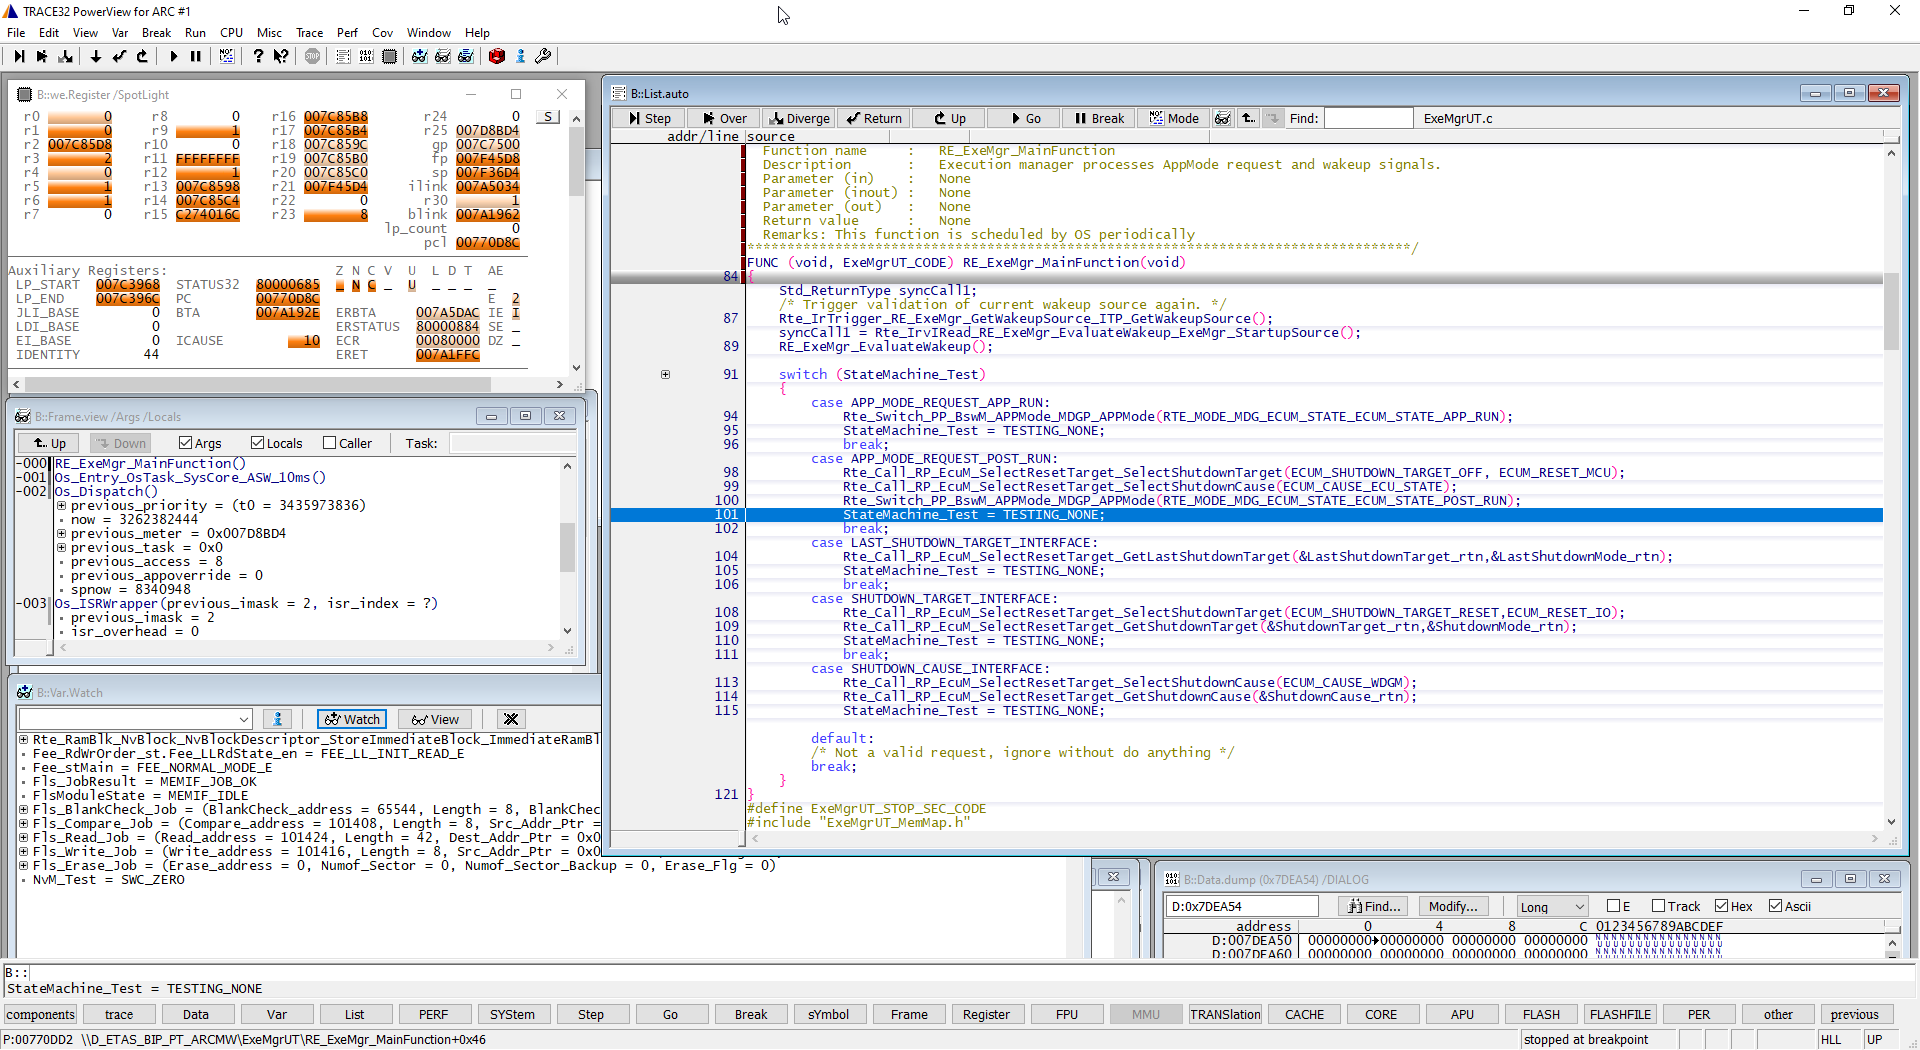 TRACE32 PowerView for ARC #1
File Edit View Var Break Run CPU Misc Trace Perf Cov Window Help
B::we.Register /SpotLight
r0 0 r8 0 r16 007C85B8 r24 0 S
r1 0 r9 1 r17 007C85B4 r25 007D8BD4
r2 007C85D8 r10 0 r18 007C859C gp 007C7500
r3 2 r11 FFFFFFFF r19 007C85B0 fp 007F45D8
r4 0 r12 1 r20 007C85C0 sp 007F36D4
r5 1 r13 007C8598 r21 007F45D4 ilink 007A5034
r6 1 r14 007C85C4 r22 0 r30 1
r7 0 r15 C274016C r23 8 blink 007A1962
lp_count 0
pcl 00770D8C
Auxiliary Registers: Z N C V U L D T AE
LP_START 007C3968 STATUS32 80000685 _ N C _ U _ _ _ _
LP_END 007C396C PC 00770D8C E 2
JLI_BASE 0 BTA 007A192E ERBTA 007A5DAC IE I
LDI_BASE 0 ERSTATUS 80000884 SE _
EI_BASE 0 ICAUSE 10 ECR 00080000 DZ _
IDENTITY 44 ERET 007A1FFC
B::Frame.view /Args /Locals
Up Down Args Locals Caller Task:
-000 RE_ExeMgr_MainFunction()
-001 Os_Entry_OsTask_SysCore_ASW_10ms()
-002 Os_Dispatch()
previous_priority = (t0 = 3435973836)
now = 3262382444
previous_meter = 0x007D8BD4
previous_task = 0x0
previous_access = 8
previous_appoverride = 0
spnow = 8340948
-003 Os_ISRWrapper(previous_imask = 2, isr_index = ?)
previous_imask = 2
isr_overhead = 0
B::Var.Watch
Watch View
Rte_RamBlk_NvBlock_NvBlockDescriptor_StoreImmediateBlock_ImmediateRamBl
Fee_RdWrOrder_st.Fee_LLRdState_en = FEE_LL_INIT_READ_E
Fee_stMain = FEE_NORMAL_MODE_E
Fls_JobResult = MEMIF_JOB_OK
FlsModuleState = MEMIF_IDLE
Fls_BlankCheck_Job = (BlankCheck_address = 65544, Length = 8, BlankChec
Fls_Compare_Job = (Compare_address = 101408, Length = 8, Src_Addr_Ptr =
Fls_Read_Job = (Read_address = 101424, Length = 42, Dest_Addr_Ptr = 0x0
Fls_Write_Job = (Write_address = 101416, Length = 8, Src_Addr_Ptr = 0x0
Fls_Erase_Job = (Erase_address = 0, Numof_Sector = 0, Numof_Sector_Backup = 0, Erase_Flg = 0)
NvM_Test = SWC_ZERO
B::List.auto
Step Over Diverge Return Up Go Break Mode Find: ExeMgrUT.c
addr/line source
Function name : RE_ExeMgr_MainFunction
Description : Execution manager processes AppMode request and wakeup signals.
Parameter (in) : None
Parameter (inout) : None
Parameter (out) : None
Return value : None
Remarks: This function is scheduled by OS periodically
***********************************************************************************/
FUNC (void, ExeMgrUT_CODE) RE_ExeMgr_MainFunction(void)
84 {
Std_ReturnType syncCall1;
/* Trigger validation of current wakeup source again. */
87 Rte_IrTrigger_RE_ExeMgr_GetWakeupSource_ITP_GetWakeupSource();
syncCall1 = Rte_IrvIRead_RE_ExeMgr_EvaluateWakeup_ExeMgr_StartupSource();
89 RE_ExeMgr_EvaluateWakeup();
91 switch (StateMachine_Test)
{
case APP_MODE_REQUEST_APP_RUN:
94 Rte_Switch_PP_BswM_APPMode_MDGP_APPMode(RTE_MODE_MDG_ECUM_STATE_ECUM_STATE_APP_RUN);
95 StateMachine_Test = TESTING_NONE;
96 break;
case APP_MODE_REQUEST_POST_RUN:
98 Rte_Call_RP_EcuM_SelectResetTarget_SelectShutdownTarget(ECUM_SHUTDOWN_TARGET_OFF, ECUM_RESET_MCU);
99 Rte_Call_RP_EcuM_SelectResetTarget_SelectShutdownCause(ECUM_CAUSE_ECU_STATE);
100 Rte_Switch_PP_BswM_APPMode_MDGP_APPMode(RTE_MODE_MDG_ECUM_STATE_ECUM_STATE_POST_RUN);
101 StateMachine_Test = TESTING_NONE;
102 break;
case LAST_SHUTDOWN_TARGET_INTERFACE:
104 Rte_Call_RP_EcuM_SelectResetTarget_GetLastShutdownTarget(&LastShutdownTarget_rtn,&LastShutdownMode_rtn);
105 StateMachine_Test = TESTING_NONE;
106 break;
case SHUTDOWN_TARGET_INTERFACE:
108 Rte_Call_RP_EcuM_SelectResetTarget_SelectShutdownTarget(ECUM_SHUTDOWN_TARGET_RESET,ECUM_RESET_IO);
109 Rte_Call_RP_EcuM_SelectResetTarget_GetShutdownTarget(&ShutdownTarget_rtn,&ShutdownMode_rtn);
110 StateMachine_Test = TESTING_NONE;
111 break;
case SHUTDOWN_CAUSE_INTERFACE:
113 Rte_Call_RP_EcuM_SelectResetTarget_SelectShutdownCause(ECUM_CAUSE_WDGM);
114 Rte_Call_RP_EcuM_SelectResetTarget_GetShutdownCause(&ShutdownCause_rtn);
115 StateMachine_Test = TESTING_NONE;
default:
/* Not a valid request, ignore without do anything */
break;
}
121 }
#define ExeMgrUT_STOP_SEC_CODE
#include "ExeMgrUT_MemMap.h"
B::Data.dump (0x7DEA54) /DIALOG
D:0x7DEA54 Find... Modify... Long E Track Hex Ascii
address 0 4 8 C 0123456789ABCDEF
D:007DEA50 00000000 00000000 00000000 00000000
D:007DEA60 00000000 00000000 00000000 00000000
B::
StateMachine_Test = TESTING_NONE
components trace Data Var List PERF SYStem Step Go Break sYmbol Frame Register FPU MMU TRANSlation CACHE CORE APU FLASH FLASHFILE PER other previous
P:00770DD2 \\D_ETAS_BIP_PT_ARCMW\ExeMgrUT\RE_ExeMgr_MainFunction+0x46 stopped at breakpoint HLL UP